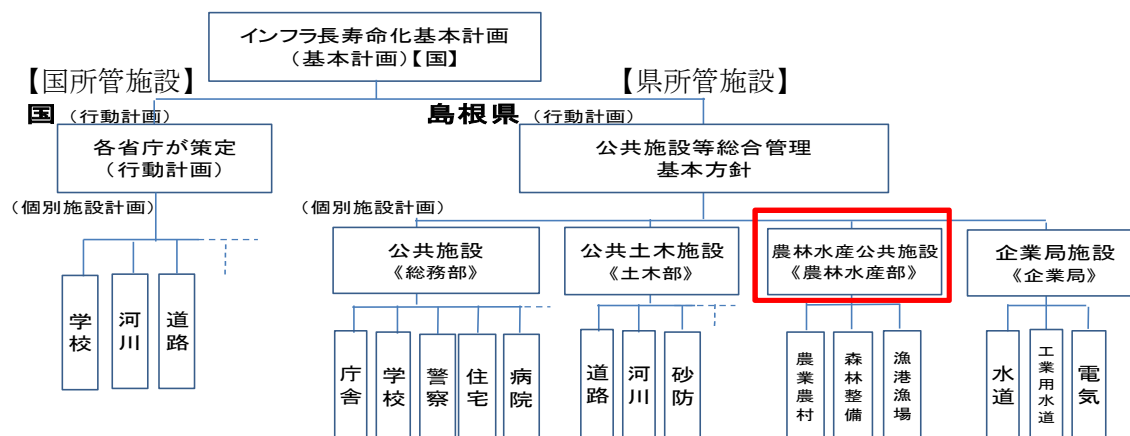 インフラ長寿命化基本計画
(基本計画)【国】
【国所管施設】
【県所管施設】
国 (行動計画)
島根県 (行動計画)
各省庁が策定
(行動計画)
公共施設等総合管理
基本方針
(個別施設計画)
(個別施設計画)
公共施設
《総務部》
公共土木施設
《土木部》
農林水産公共施設
《農林水産部》
企業局施設
《企業局》
学校
河川
道路
庁舎
学校
警察
住宅
病院
道路
河川
砂防
農業農村
森林整備
漁港漁場
水道
工業用水道
電気